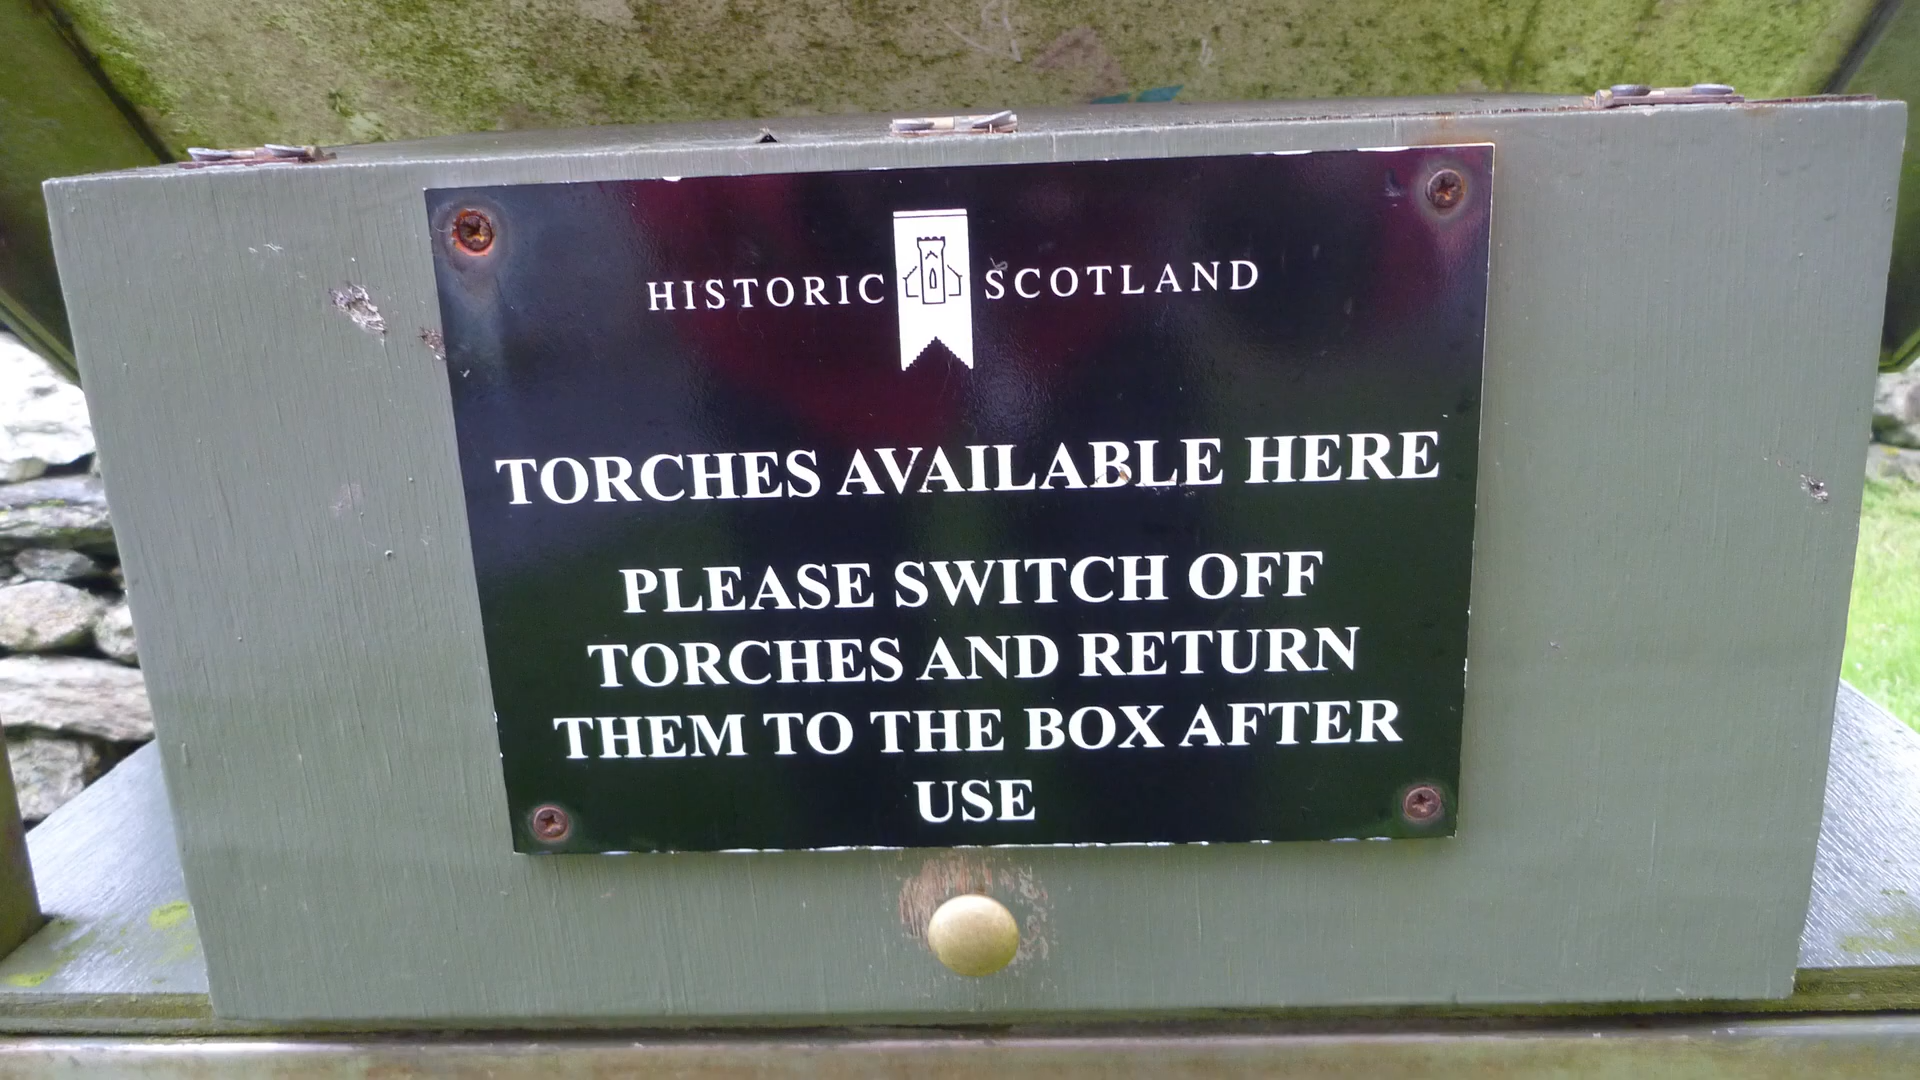 HISTORIC SCOTLAND
TORCHES AVAILABLE HERE
PLEASE SWITCH OFF
TORCHES AND RETURN
THEM TO THE BOX AFTER
USE